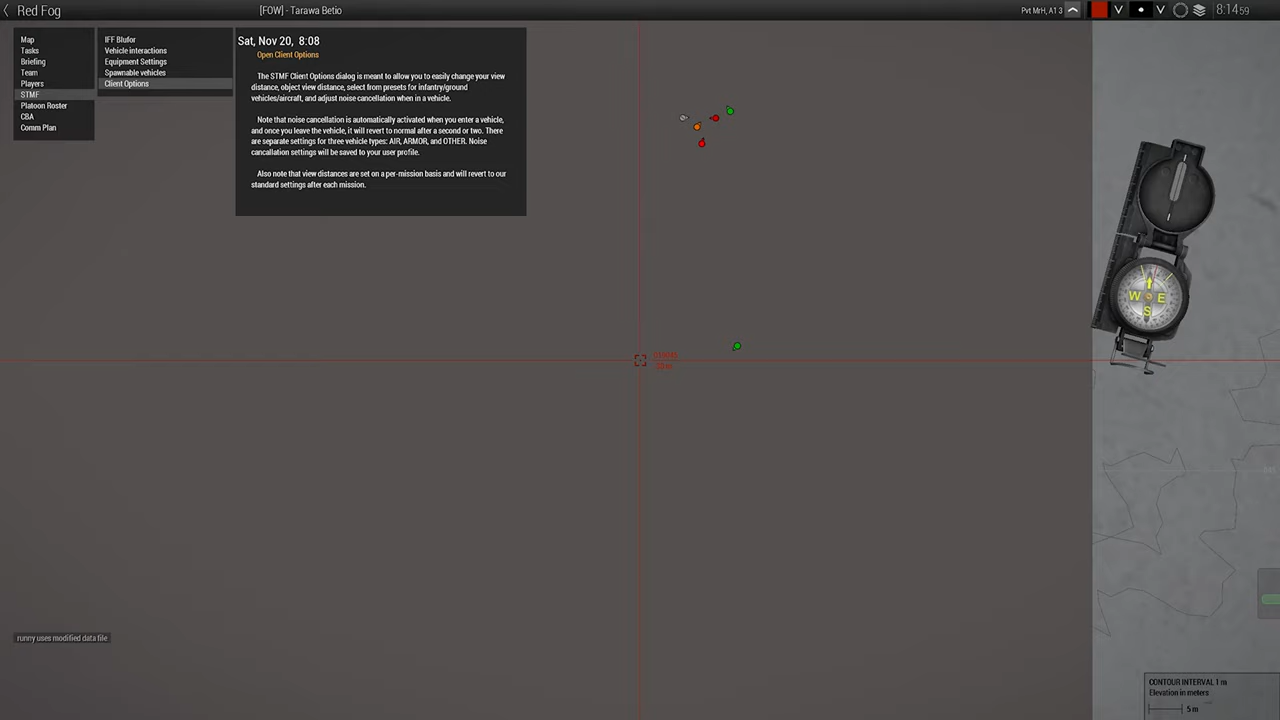 Red Fog
[FOW] - Tarawa Betio
Pvt MrH, A1 3
8:14 59
Map
Tasks
Briefing
Team
Players
STMF
Platoon Roster
CBA
Comm Plan
IFF Blufor
Vehicle interactions
Equipment Settings
Spawnable vehicles
Client Options
Sat, Nov 20, 8:08
Open Client Options
The STMF Client Options dialog is meant to allow you to easily change your view
distance, object view distance, select from presets for infantry/ground
vehicles/aircraft, and adjust noise cancellation when in a vehicle.
Note that noise cancellation is automatically activated when you enter a vehicle,
and once you leave the vehicle, it will revert to normal after a second or two. There
are separate settings for three vehicle types: AIR, ARMOR, and OTHER. Noise
cancallation settings will be saved to your user profile.
Also note that view distances are set on a per-mission basis and will revert to our
standard settings after each mission.
W E
S
runny uses modified data file
CONTOUR INTERVAL 1 m
Elevation in meters
5 m